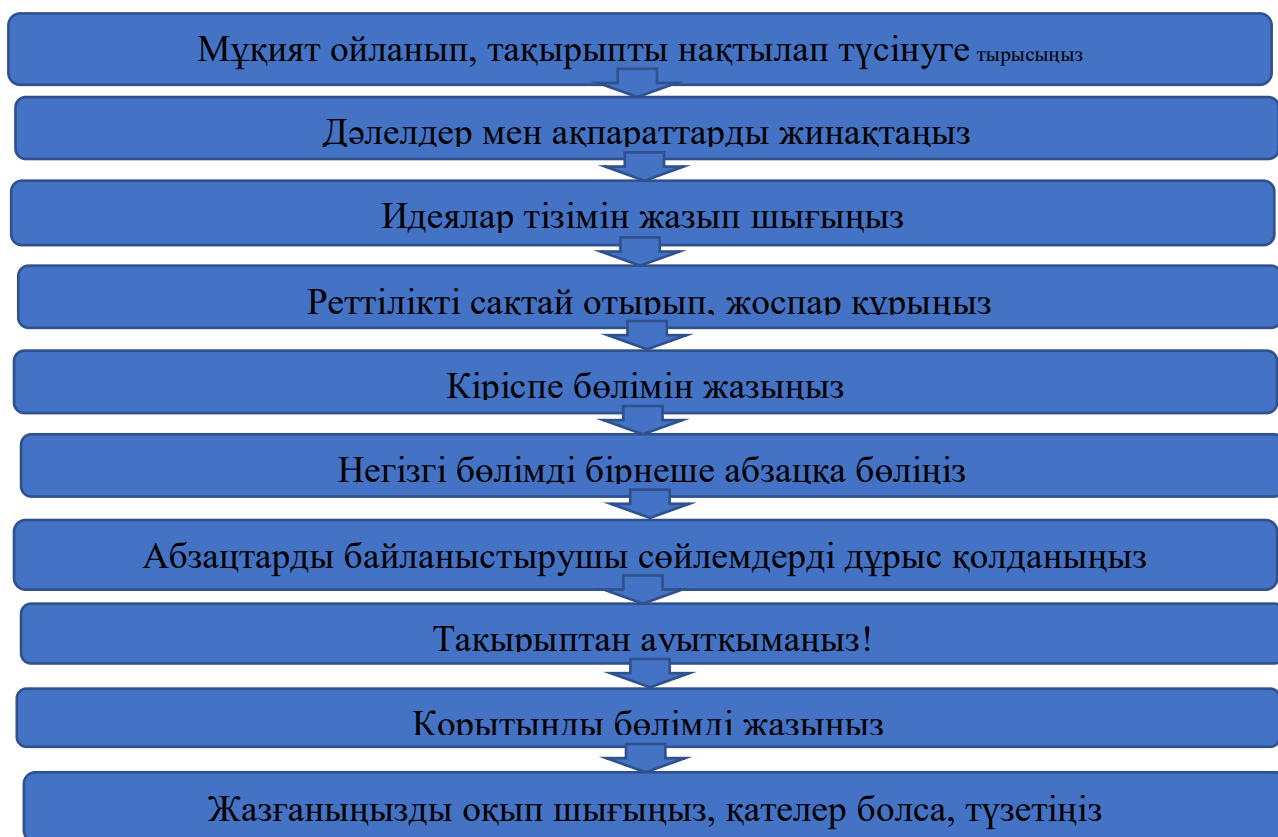 Мұқият ойланып, тақырыпты нақтылап түсінуге тырысыңыз
Дәлелдер мен ақпараттарды жинақтаңыз
Идеялар тізімін жазып шығыңыз
Реттілікті сақтай отырып, жоспар құрыңыз
Кіріспе бөлімін жазыңыз
Негізгі бөлімді бірнеше абзацқа бөліңіз
Абзацтарды байланыстырушы сөйлемдерді дұрыс қолданыңыз
Тақырыптан ауытқымаңыз!
Қорытынды бөлімді жазыңыз
Жазғаныңызды оқып шығыңыз, қателер болса, түзетіңіз